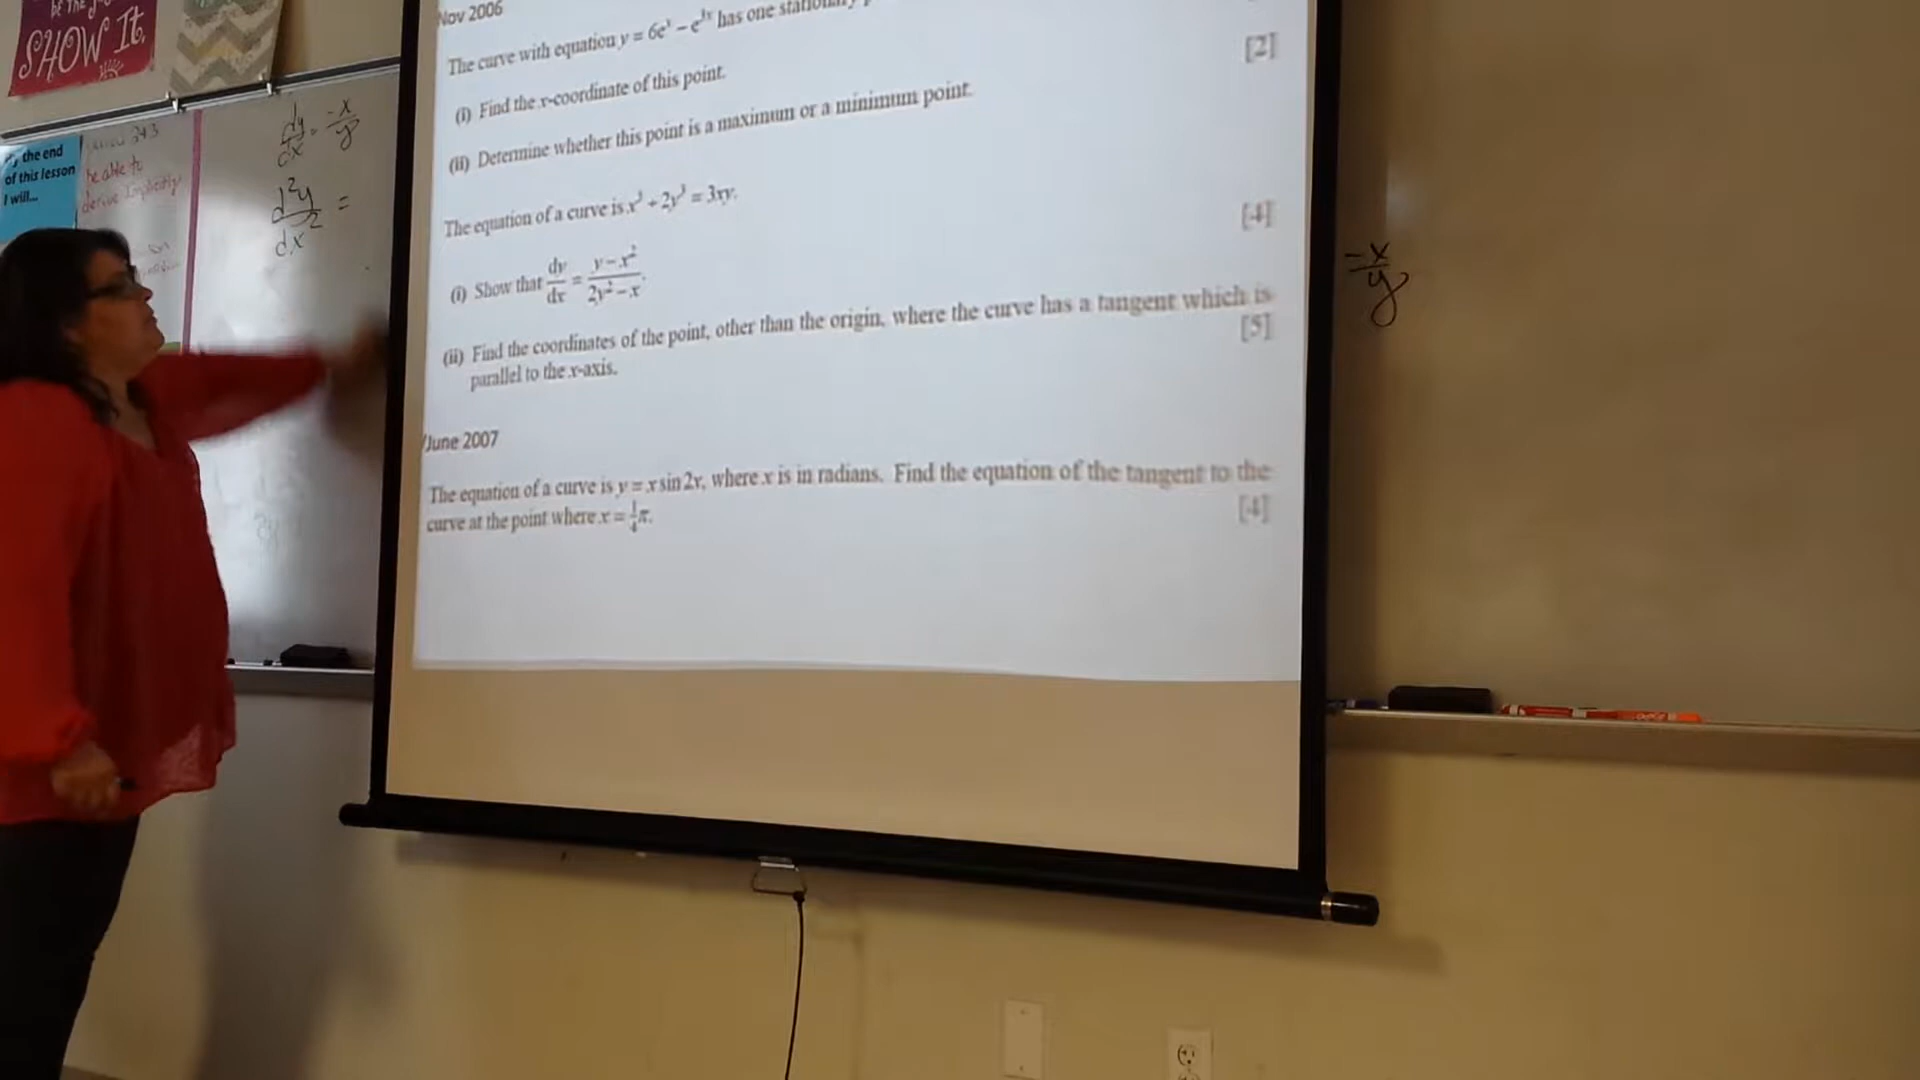 BE THE
SHOW It.
the end
of this lesson
I will...
be able to
derive Implicitly
dy/dx = -x/y
d²y/dx² =
Nov 2006
The curve with equation y = 6eˣ − e³ˣ has one stationary
(i) Find the x-coordinate of this point.
[2]
(ii) Determine whether this point is a maximum or a minimum point.
The equation of a curve is x³ + 2y³ = 3xy.
(i) Show that dy/dx = (y − x²)/(2y² − x).
[4]
(ii) Find the coordinates of the point, other than the origin, where the curve has a tangent which is
parallel to the x-axis.
[5]
/June 2007
The equation of a curve is y = x sin 2x, where x is in radians. Find the equation of the tangent to the
curve at the point where x = ¼π.
[4]
-x/y